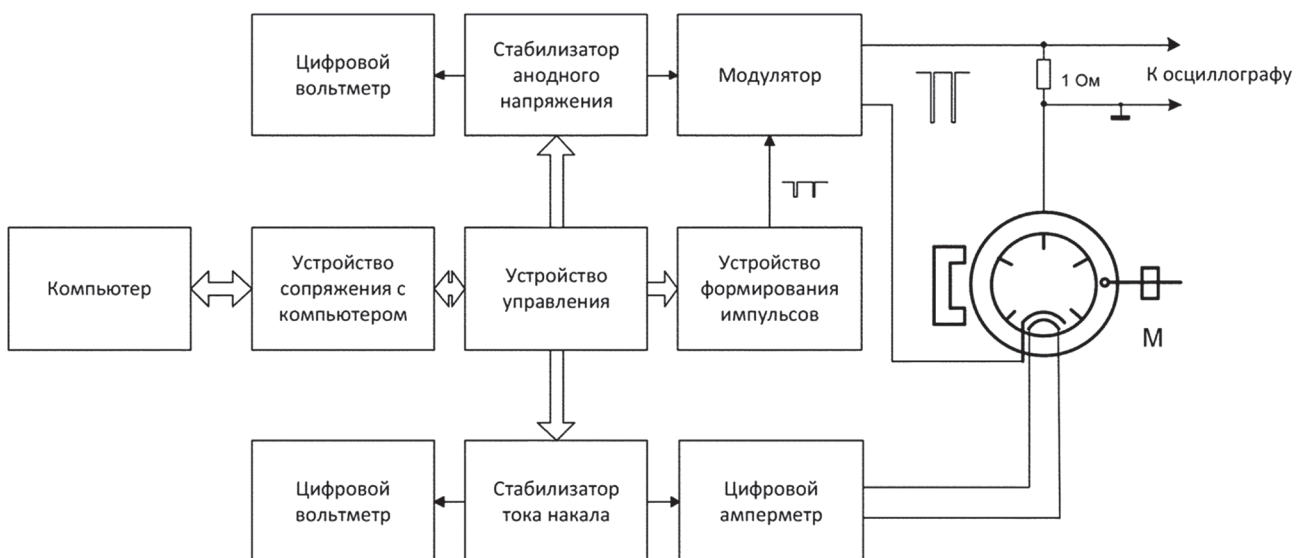 Цифровой
вольтметр
Стабилизатор
анодного
напряжения
Модулятор
1 Ом
К осциллографу
Компьютер
Устройство
сопряжения с
компьютером
Устройство
управления
Устройство
формирования
импульсов
М
Цифровой
вольтметр
Стабилизатор
тока накала
Цифровой
амперметр